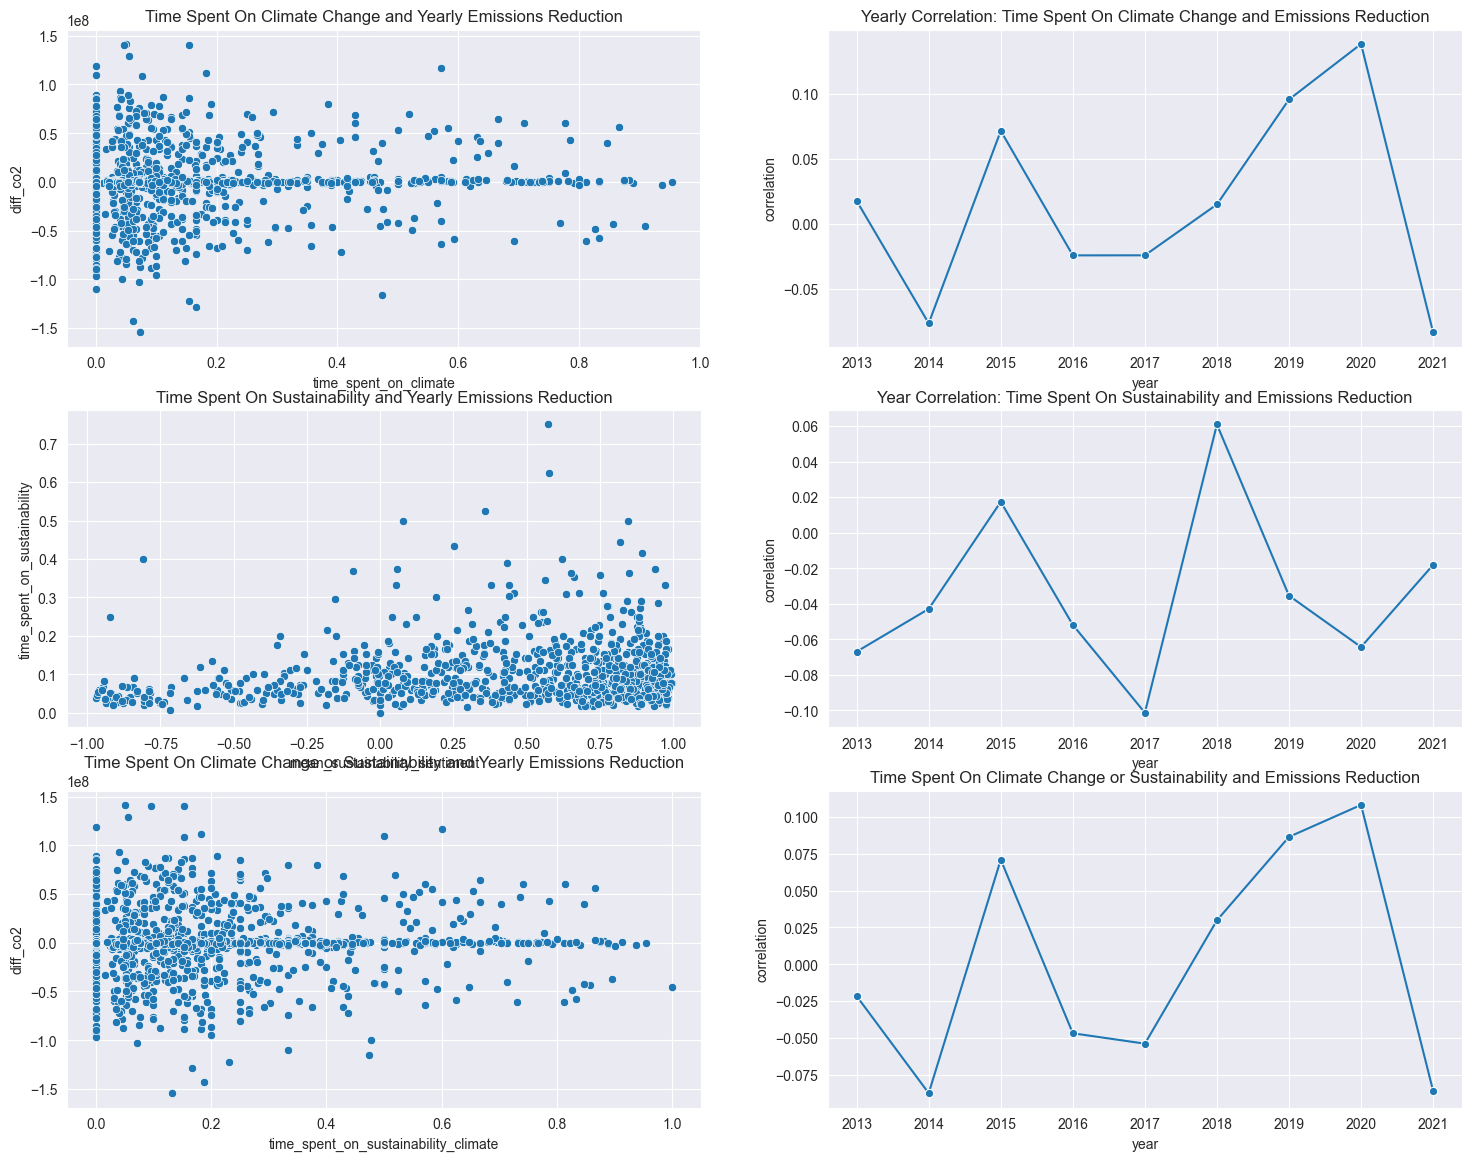 Time Spent On Climate Change and Yearly Emissions Reduction
1e8
1.5
1.0
0.5
0.0
−0.5
−1.0
−1.5
diff_co2
0.0 0.2 0.4 0.6 0.8 1.0
time_spent_on_climate
Yearly Correlation: Time Spent On Climate Change and Emissions Reduction
0.10
0.05
0.00
−0.05
correlation
2013 2014 2015 2016 2017 2018 2019 2020 2021
year
Time Spent On Sustainability and Yearly Emissions Reduction
0.7
0.6
0.5
0.4
0.3
0.2
0.1
0.0
time_spent_on_sustainability
−1.00 −0.75 −0.50 −0.25 0.00 0.25 0.50 0.75 1.00
mean_sustainability_sentiment
Year Correlation: Time Spent On Sustainability and Emissions Reduction
0.06
0.04
0.02
0.00
−0.02
−0.04
−0.06
−0.08
−0.10
correlation
2013 2014 2015 2016 2017 2018 2019 2020 2021
year
Time Spent On Climate Change or Sustainability and Yearly Emissions Reduction
1e8
1.5
1.0
0.5
0.0
−0.5
−1.0
−1.5
diff_co2
0.0 0.2 0.4 0.6 0.8 1.0
time_spent_on_sustainability_climate
Time Spent On Climate Change or Sustainability and Emissions Reduction
0.100
0.075
0.050
0.025
0.000
−0.025
−0.050
−0.075
correlation
2013 2014 2015 2016 2017 2018 2019 2020 2021
year